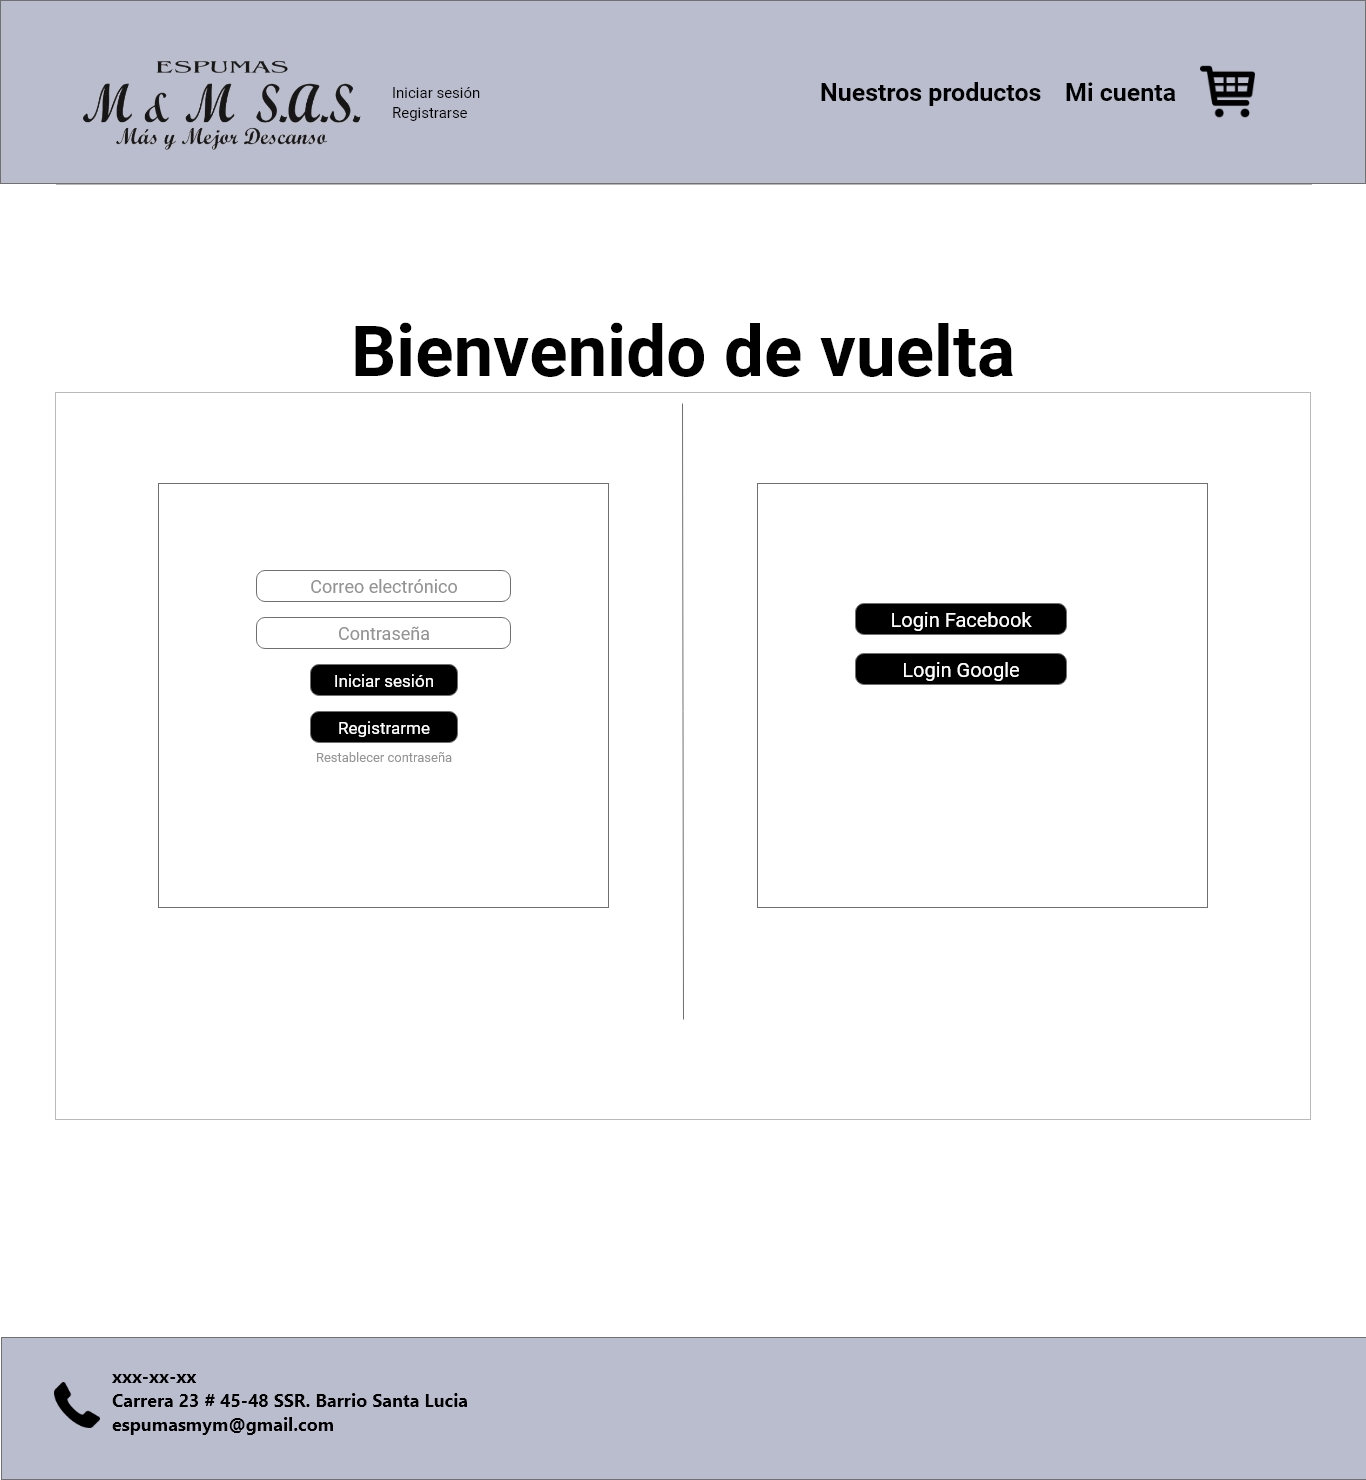 ESPUMAS
M & M S.A.S.
Más y Mejor Descanso
Iniciar sesión
Registrarse
Nuestros productos
Mi cuenta
Bienvenido de vuelta
Correo electrónico
Contraseña
Iniciar sesión
Registrarme
Restablecer contraseña
Login Facebook
Login Google
xxx-xx-xx
Carrera 23 # 45-48 SSR. Barrio Santa Lucia
espumasmym@gmail.com